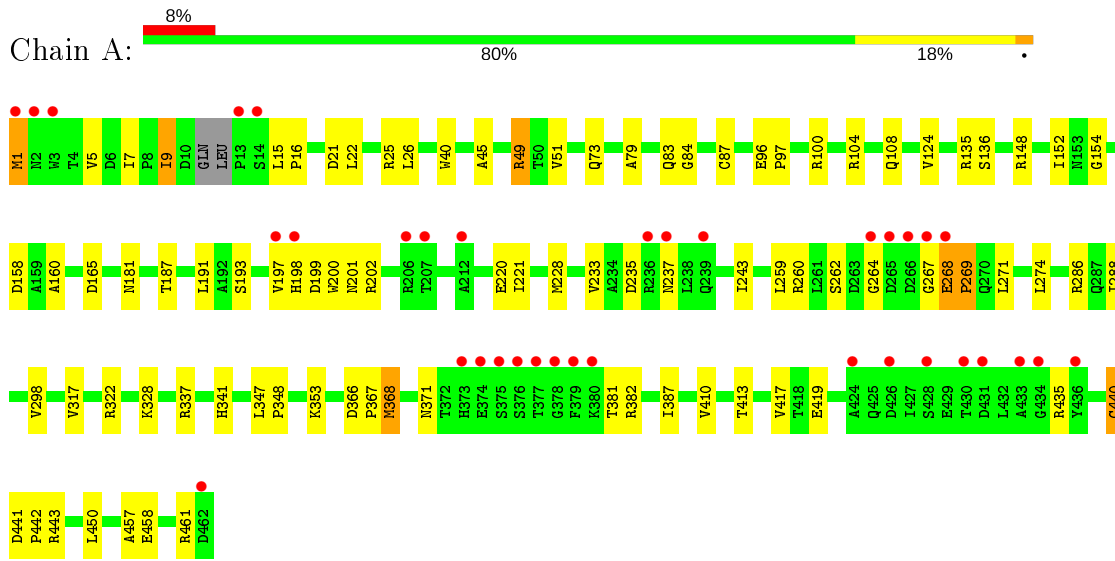 8%
Chain A:
80% 18% •
M1 N2 W3 T4 V5 D6 I7 P8 I9 D10 GLN LEU P13 S14 L15 P16 D21 L22 R25 L26 W40 A45 R49 T50 V51 Q73 A79 Q83 G84 C87 E96 P97 R100 R104 Q108 V124 R135 S136 R148 I152 N153 G154
D158 A159 A160 D165 N181 T187 L191 A192 S193 V197 H198 D199 W200 N201 R202 R206 T207 A212 E220 I221 M228 V233 A234 D235 R236 N237 L238 Q239 I243 L259 R260 L261 S262 D263 G264 D265 D266 G267 E268 P269 Q270 L271 L274 R286 Q287
V298 V317 R322 K328 R337 H341 L347 P348 K353 D366 P367 M368 N371 T372 H373 E374 S375 S376 T377 G378 F379 K380 T381 R382 I387 V410 T413 V417 T418 E419 A424 Q425 D426 I427 S428 E429 T430 D431 L432 A433 G434 R435 Y436
D441 P442 R443 L450 A457 E458 R461 D462